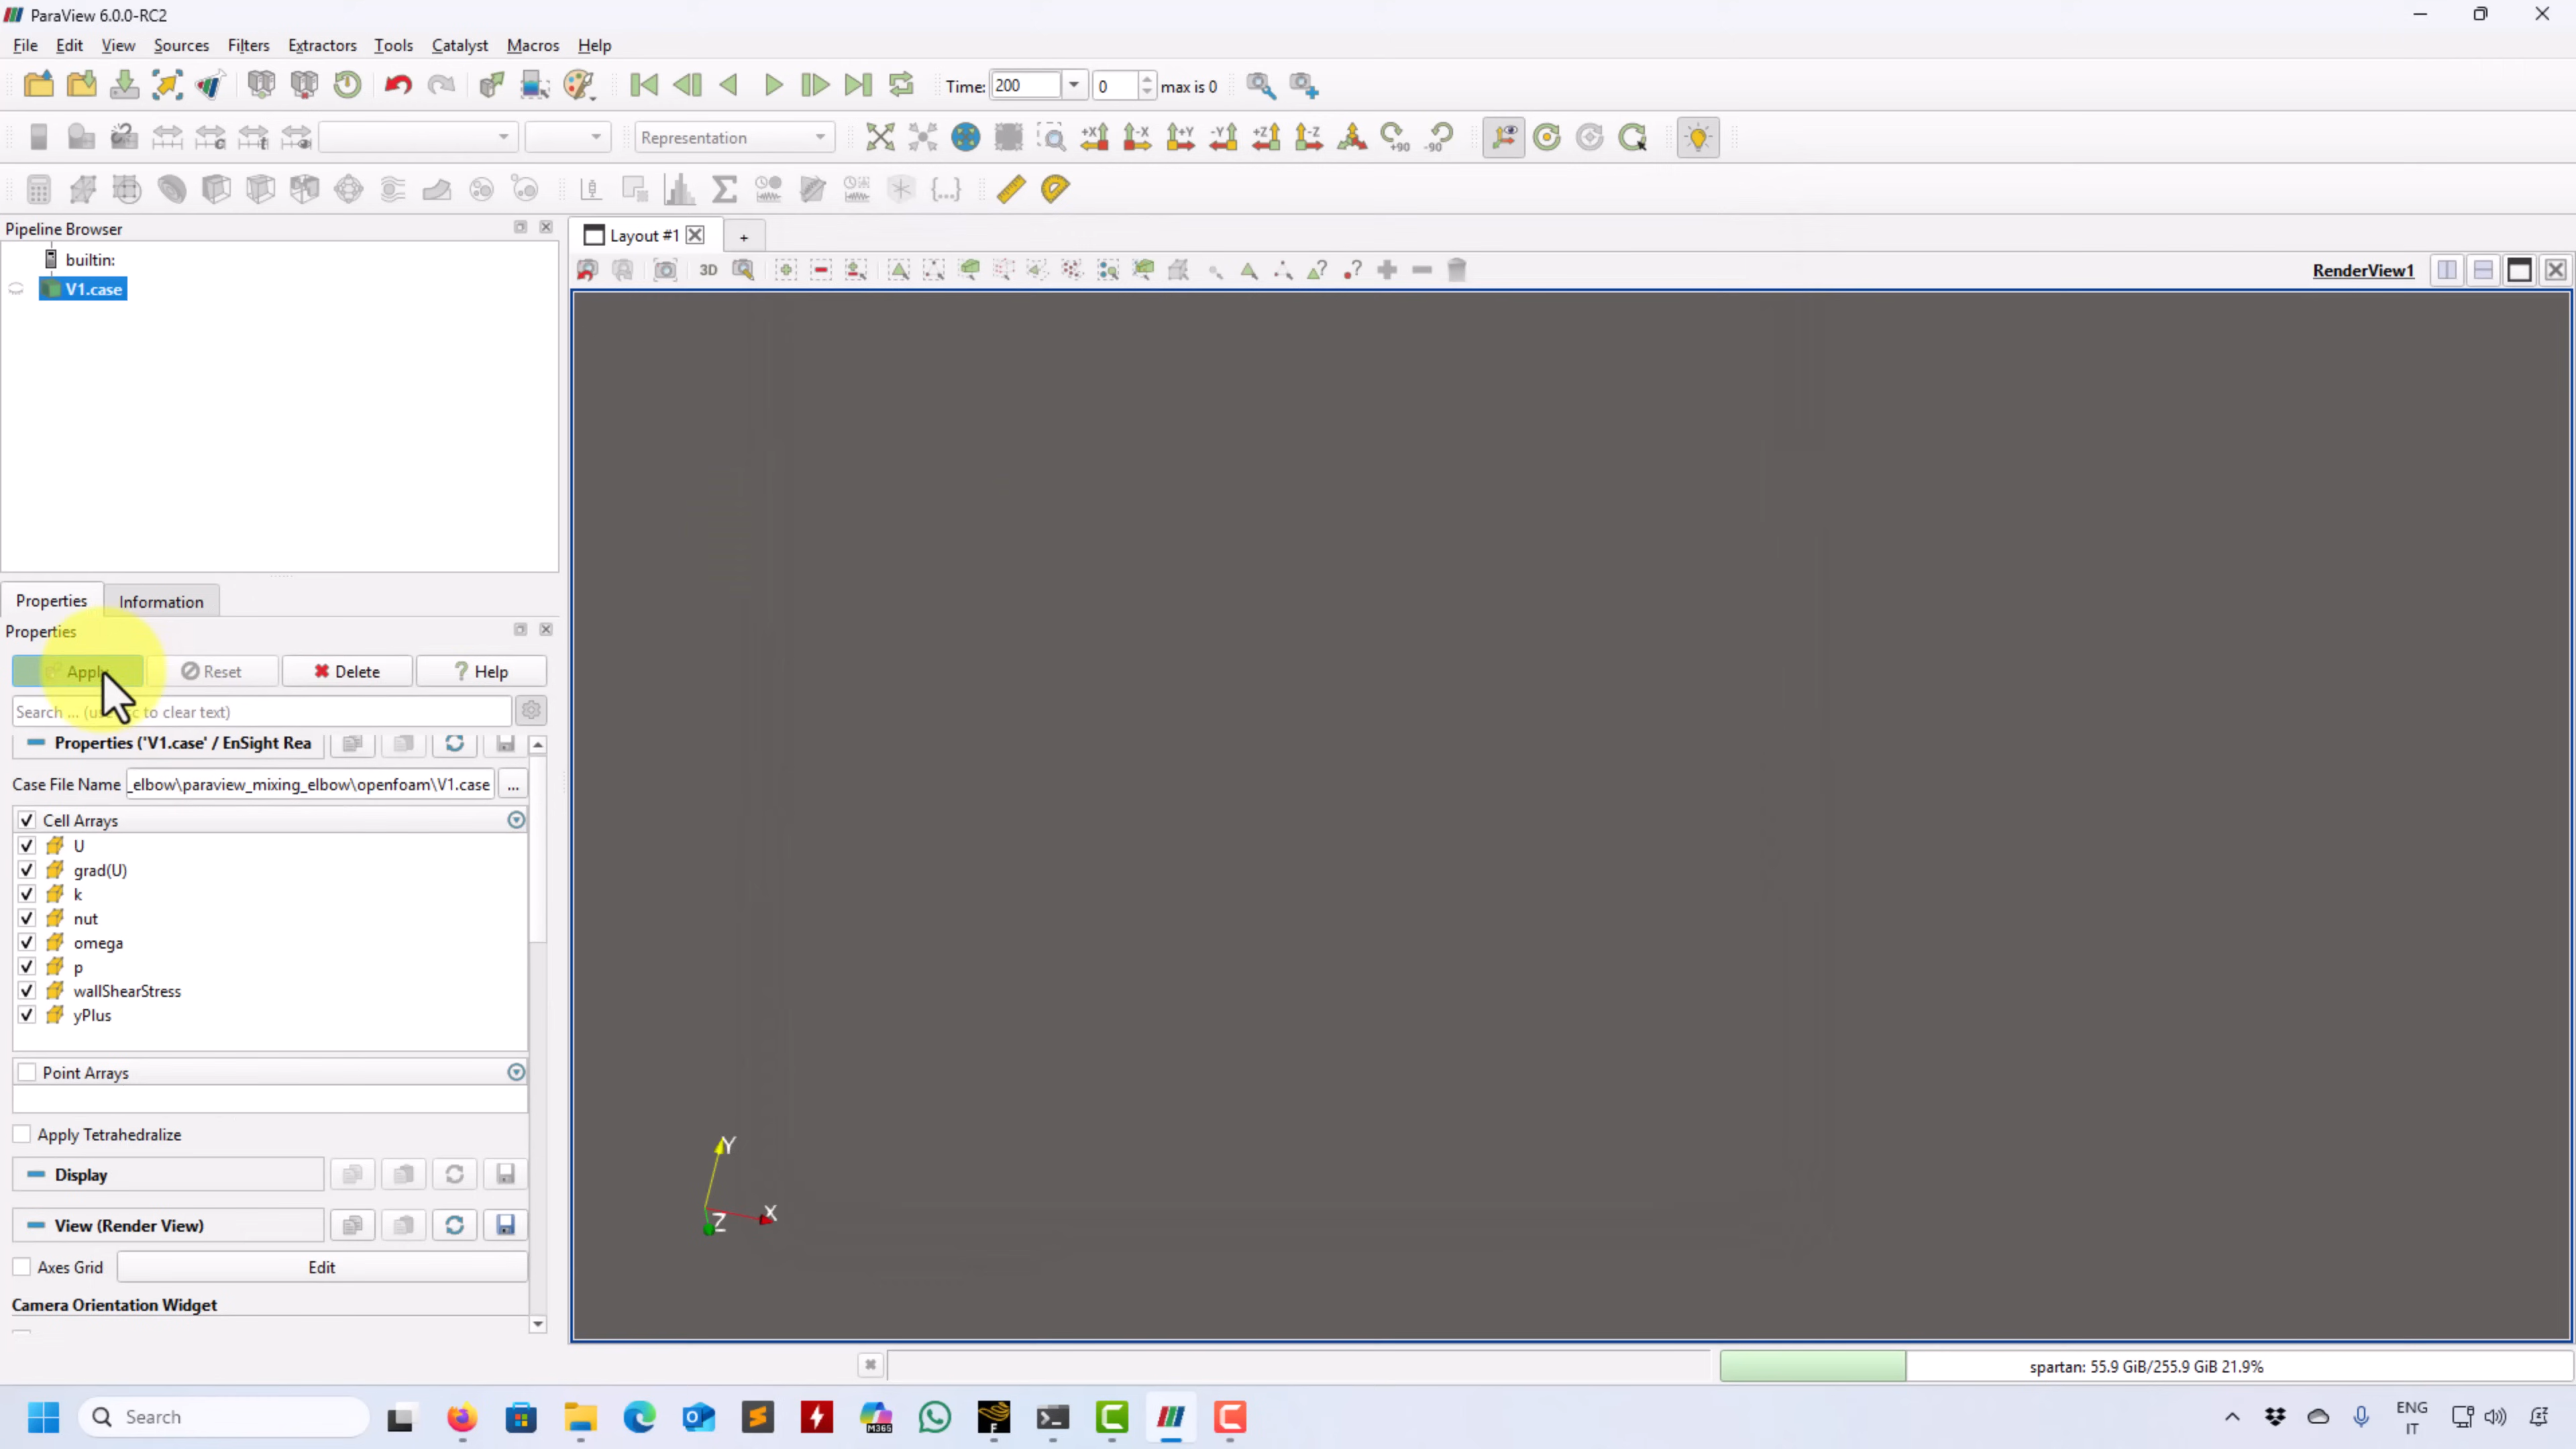 ParaView 6.0.0-RC2
File Edit View Sources Filters Extractors Tools Catalyst Macros Help
Time: 200 0 max is 0
Representation
+X -X +Y -Y +Z -Z +90 -90
Pipeline Browser
builtin:
V1.case
Layout #1
+
3D
RenderView1
Properties Information
Properties
Apply Reset Delete Help
Search ... to clear text)
Properties ('V1.case' / EnSight Rea
Case File Name _elbow\paraview_mixing_elbow\openfoam\V1.case ...
Cell Arrays
U
grad(U)
k
nut
omega
p
wallShearStress
yPlus
Point Arrays
Apply Tetrahedralize
Display
View (Render View)
Axes Grid Edit
Camera Orientation Widget
Y
X
Z
spartan: 55.9 GiB/255.9 GiB 21.9%
Search
M365
F
ENG
IT